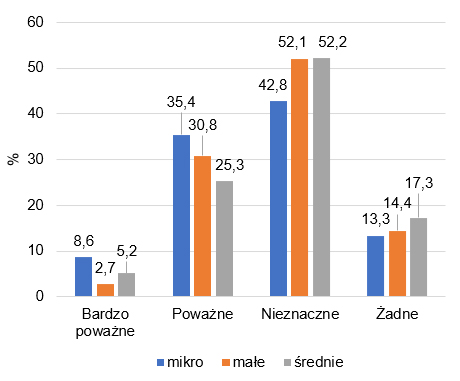 60
50
40
30
20
10
0
%
8,6
2,7
5,2
35,4
30,8
25,3
42,8
52,1
52,2
13,3
14,4
17,3
Bardzo
poważne
Poważne
Nieznaczne
Żadne
mikro
małe
średnie